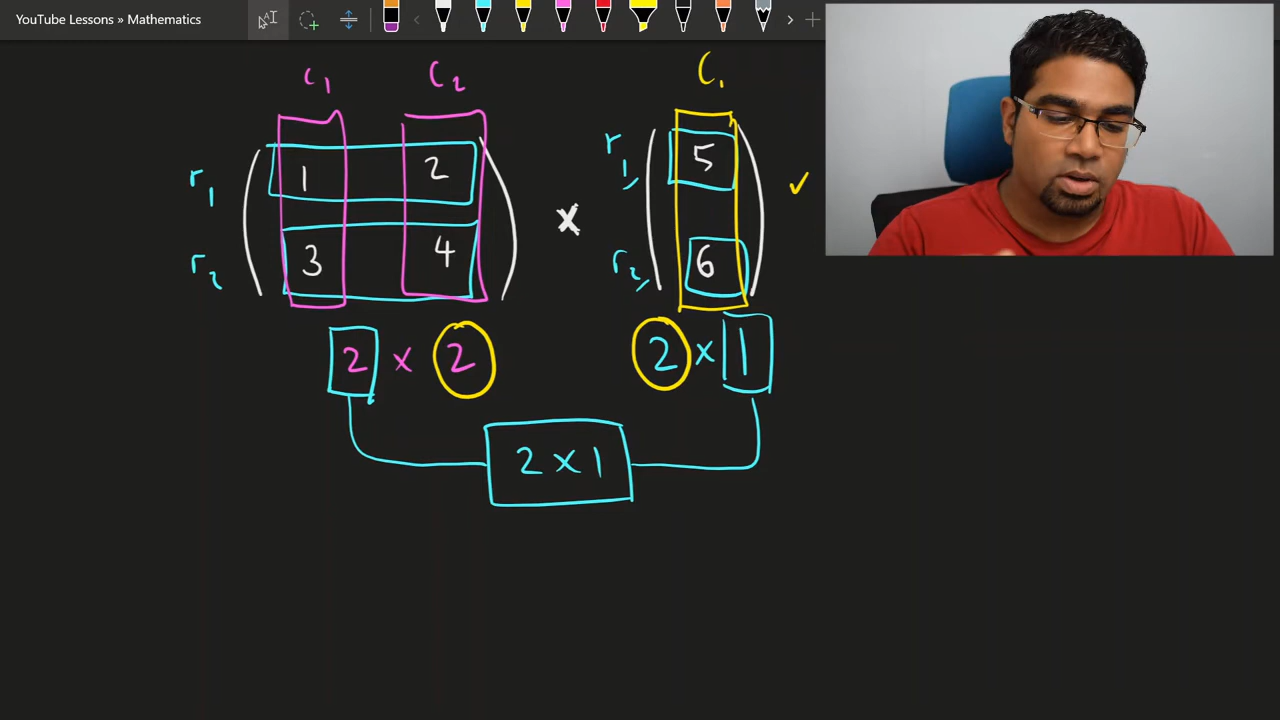 YouTube Lessons » Mathematics
C1 C2 C1
r1 1 2 r1 5 ✓
×
r2 3 4 r2 6
2 × 2 2 × 1
2 × 1